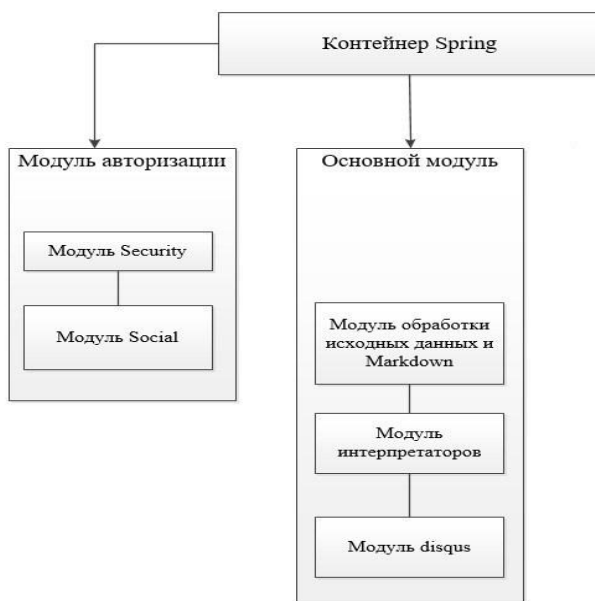 Контейнер Spring
Модуль авторизации
Модуль Security
Модуль Social
Основной модуль
Модуль обработки
исходных данных и
Markdown
Модуль
интерпретаторов
Модуль disqus